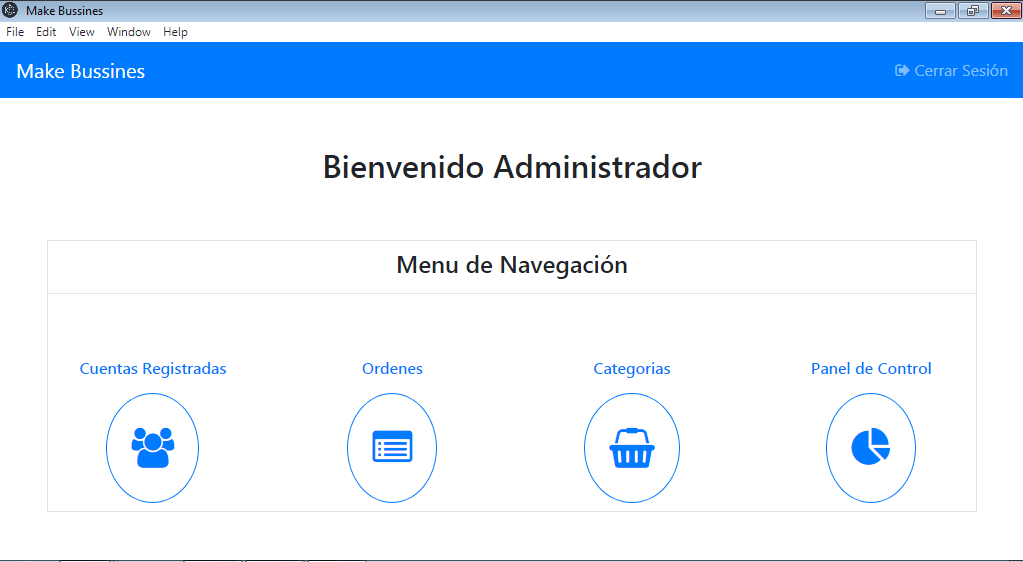 Make Bussines
File Edit View Window Help
Make Bussines Cerrar Sesión
Bienvenido Administrador
Menu de Navegación
Cuentas Registradas Ordenes Categorias Panel de Control